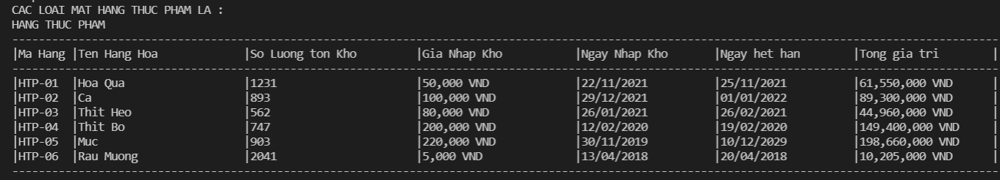 CAC LOAI MAT HANG THUC PHAM LA :
HANG THUC PHAM
|Ma Hang |Ten Hang Hoa |So Luong ton Kho |Gia Nhap Kho |Ngay Nhap Kho |Ngay het han |Tong gia tri |
|HTP-01 |Hoa Qua |1231 |50,000 VND |22/11/2021 |25/11/2021 |61,550,000 VND |
|HTP-02 |Ca |893 |100,000 VND |29/12/2021 |01/01/2022 |89,300,000 VND |
|HTP-03 |Thit Heo |562 |80,000 VND |26/01/2021 |26/02/2021 |44,960,000 VND |
|HTP-04 |Thit Bo |747 |200,000 VND |12/02/2020 |19/02/2020 |149,400,000 VND |
|HTP-05 |Muc |903 |220,000 VND |30/11/2019 |10/12/2029 |198,660,000 VND |
|HTP-06 |Rau Muong |2041 |5,000 VND |13/04/2018 |20/04/2018 |10,205,000 VND |